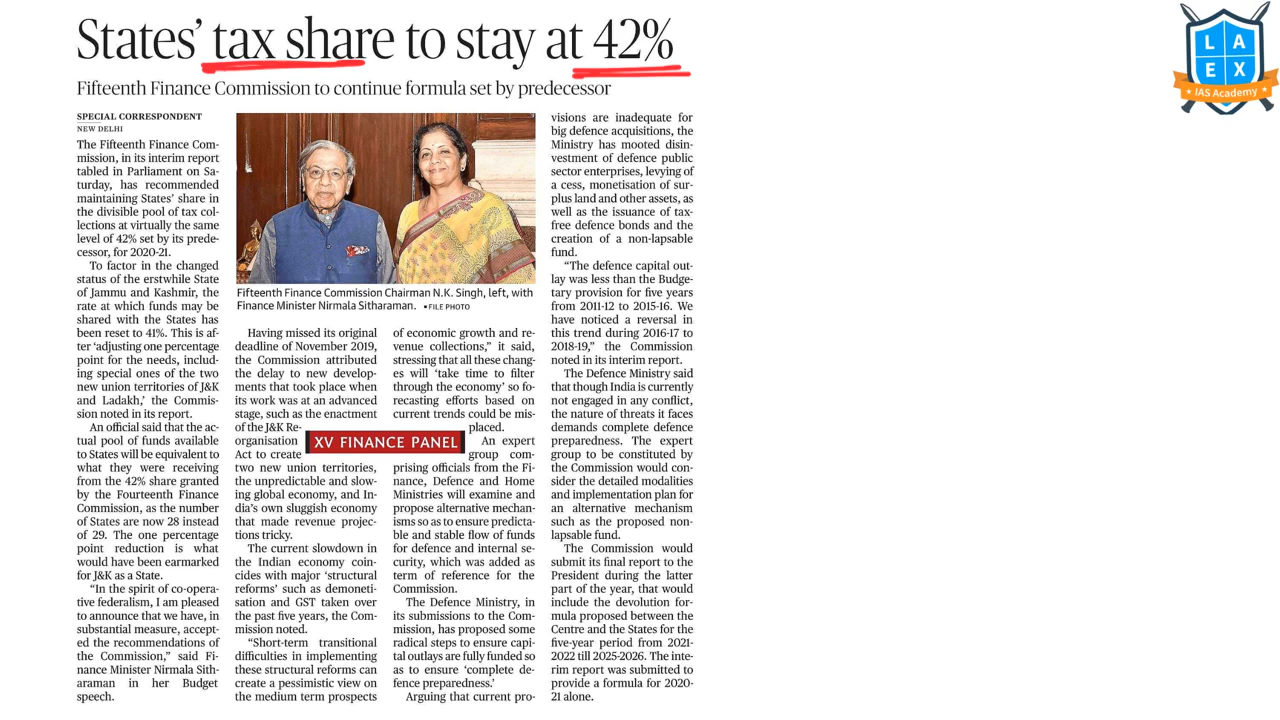 States' tax share to stay at 42%
Fifteenth Finance Commission to continue formula set by predecessor
SPECIAL CORRESPONDENT
NEW DELHI
The Fifteenth Finance Com-
mission, in its interim report
tabled in Parliament on Sa-
turday, has recommended
maintaining States' share in
the divisible pool of tax col-
lections at virtually the same
level of 42% set by its prede-
cessor, for 2020-21.
To factor in the changed
status of the erstwhile State
of Jammu and Kashmir, the
rate at which funds may be
shared with the States has
been reset to 41%. This is af-
ter 'adjusting one percentage
point for the needs, includ-
ing special ones of the two
new union territories of J&K
and Ladakh,' the Commis-
sion noted in its report.
An official said that the ac-
tual pool of funds available
to States will be equivalent to
what they were receiving
from the 42% share granted
by the Fourteenth Finance
Commission, as the number
of States are now 28 instead
of 29. The one percentage
point reduction is what
would have been earmarked
for J&K as a State.
"In the spirit of co-opera-
tive federalism, I am pleased
to announce that we have, in
substantial measure, accept-
ed the recommendations of
the Commission," said Fi-
nance Minister Nirmala Sith-
araman in her Budget
speech.
Fifteenth Finance Commission Chairman N.K. Singh, left, with
Finance Minister Nirmala Sitharaman. •FILE PHOTO
Having missed its original
deadline of November 2019,
the Commission attributed
the delay to new develop-
ments that took place when
its work was at an advanced
stage, such as the enactment
of the J&K Re-
organisation
Act to create
two new union territories,
the unpredictable and slow-
ing global economy, and In-
dia's own sluggish economy
that made revenue projec-
tions tricky.
The current slowdown in
the Indian economy coin-
cides with major 'structural
reforms' such as demoneti-
sation and GST taken over
the past five years, the Com-
mission noted.
"Short-term transitional
difficulties in implementing
these structural reforms can
create a pessimistic view on
the medium term prospects
XV FINANCE PANEL
of economic growth and re-
venue collections," it said,
stressing that all these chang-
es will 'take time to filter
through the economy' so fo-
recasting efforts based on
current trends could be mis-
placed.
An expert
group com-
prising officials from the Fi-
nance, Defence and Home
Ministries will examine and
propose alternative mechan-
isms so as to ensure predicta-
ble and stable flow of funds
for defence and internal se-
curity, which was added as
term of reference for the
Commission.
The Defence Ministry, in
its submissions to the Com-
mission, has proposed some
radical steps to ensure capi-
tal outlays are fully funded so
as to ensure 'complete de-
fence preparedness.'
Arguing that current pro-
visions are inadequate for
big defence acquisitions, the
Ministry has mooted disin-
vestment of defence public
sector enterprises, levying of
a cess, monetisation of sur-
plus land and other assets, as
well as the issuance of tax-
free defence bonds and the
creation of a non-lapsable
fund.
"The defence capital out-
lay was less than the Budge-
tary provision for five years
from 2011-12 to 2015-16. We
have noticed a reversal in
this trend during 2016-17 to
2018-19," the Commission
noted in its interim report.
The Defence Ministry said
that though India is currently
not engaged in any conflict,
the nature of threats it faces
demands complete defence
preparedness. The expert
group to be constituted by
the Commission would con-
sider the detailed modalities
and implementation plan for
an alternative mechanism
such as the proposed non-
lapsable fund.
The Commission would
submit its final report to the
President during the latter
part of the year, that would
include the devolution for-
mula proposed between the
Centre and the States for the
five-year period from 2021-
2022 till 2025-2026. The inte-
rim report was submitted to
provide a formula for 2020-
21 alone.
L A
E X
IAS Academy